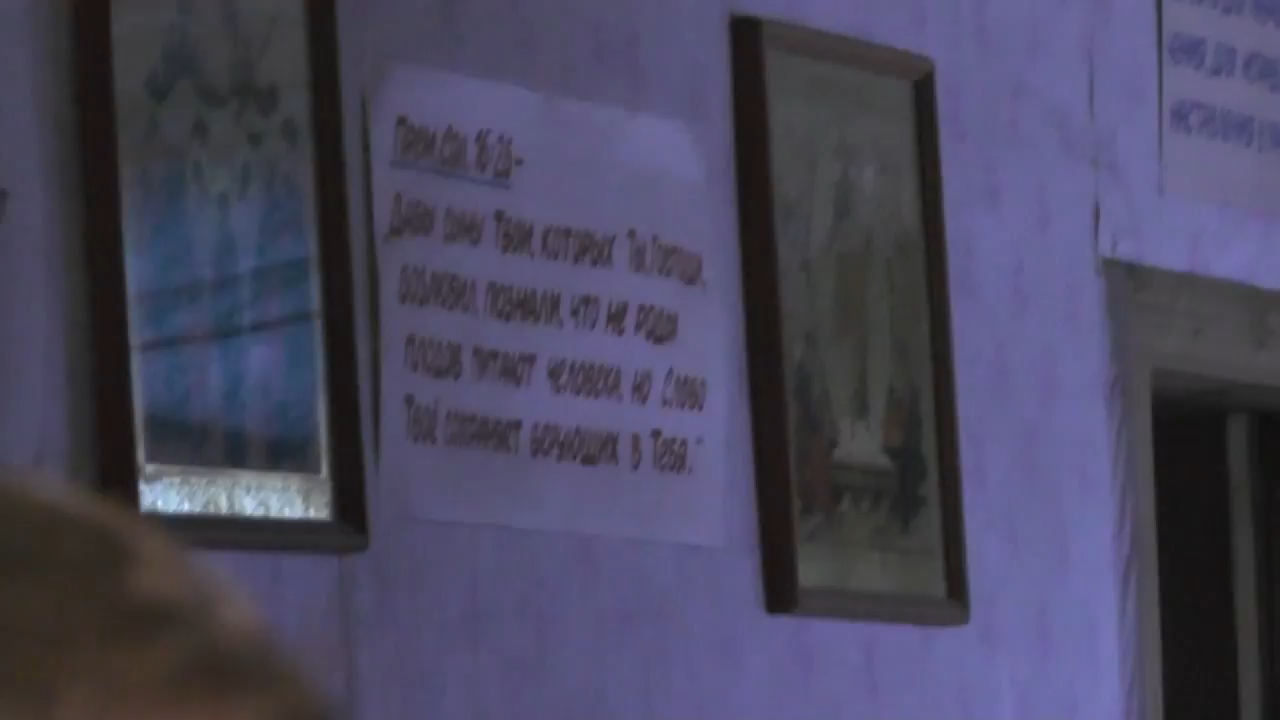 Прем. Сол. 16:26-
Дабы сыны Твои, которых Ты, Господи,
возлюбил, познали, что не роды
плодов питают человека, но Слово
Твоё сохраняет верующих в Тебя."